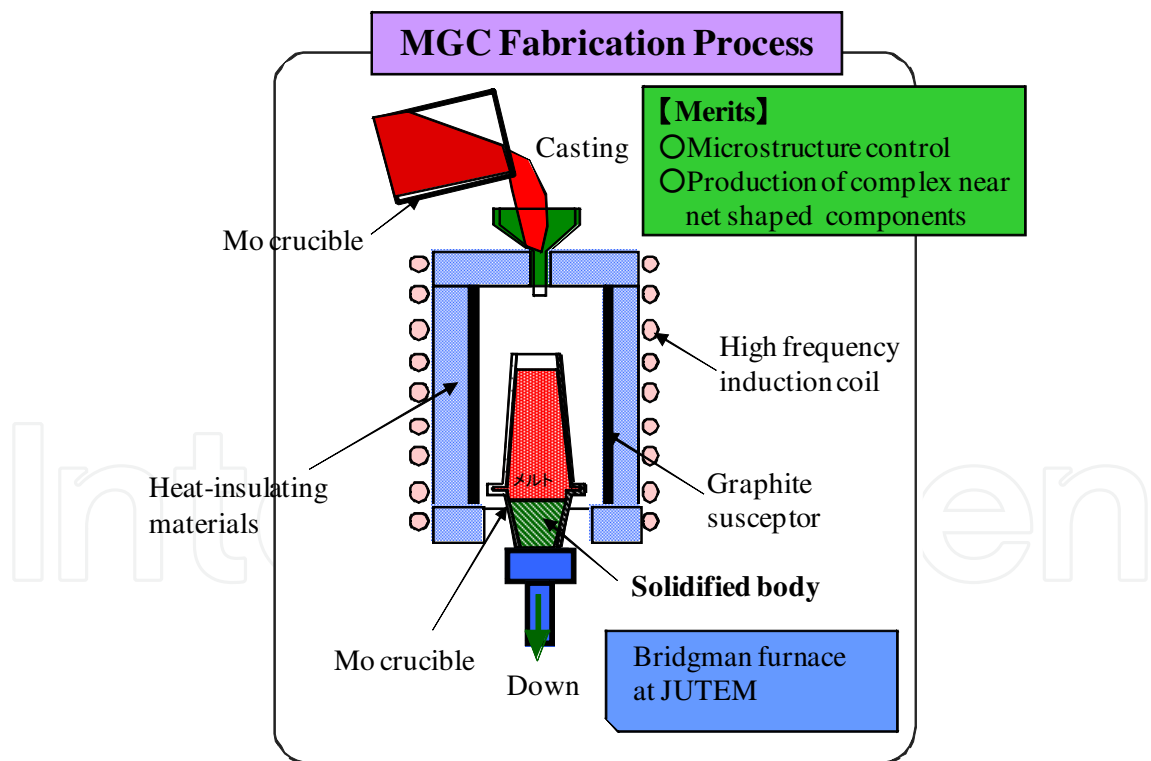 MGC Fabrication Process
【Merits】
○Microstructure control
○Production of complex near
net shaped components
Casting
Mo crucible
High frequency
induction coil
メルト
Heat-insulating
materials
Graphite
susceptor
Solidified body
Mo crucible
Down
Bridgman furnace
at JUTEM